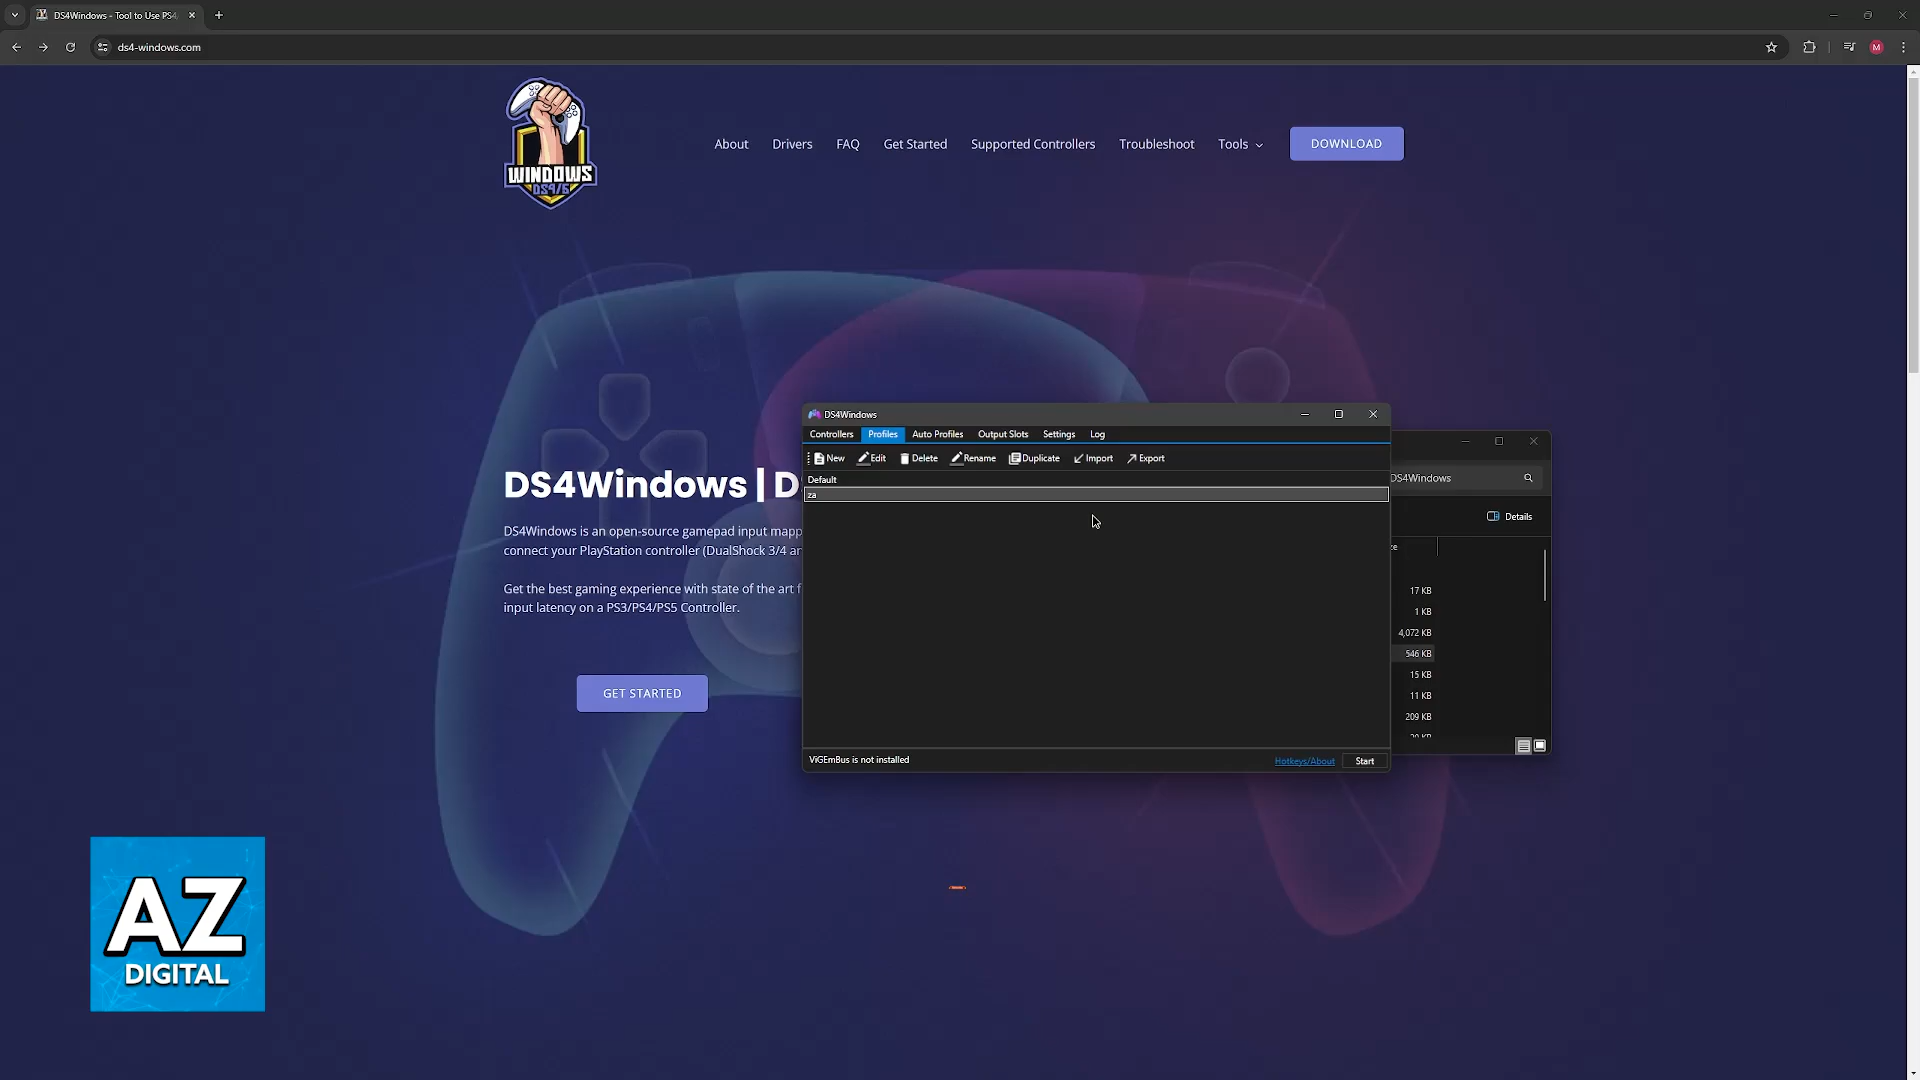 DS4Windows - Tool to Use PS4
ds4-windows.com
M
WINDOWS
DS4/5
About
Drivers
FAQ
Get Started
Supported Controllers
Troubleshoot
Tools
DOWNLOAD
DS4Windows | D
DS4Windows is an open-source gamepad input mapp
connect your PlayStation controller (DualShock 3/4 an
Get the best gaming experience with state of the art f
input latency on a PS3/PS4/PS5 Controller.
GET STARTED
DS4Windows
Controllers
Profiles
Auto Profiles
Output Slots
Settings
Log
New
Edit
Delete
Rename
Duplicate
Import
Export
Default
za
ViGEmBus is not installed
Hotkeys/About
Start
DS4Windows
Details
ze
17 KB
1 KB
4,072 KB
546 KB
15 KB
11 KB
209 KB
AZ
DIGITAL